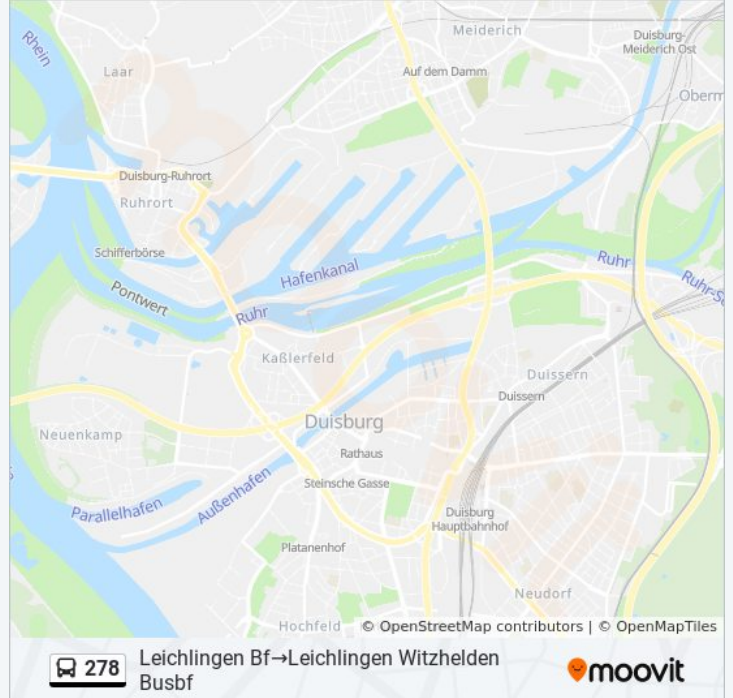 Rhein
Meiderich
Duisburg-
Meiderich Ost
Laar
Auf dem Damm
Oberm
Duisburg-Ruhrort
Ruhrort
Schifferbörse
Hafenkanal
Ruhr
Ruhr-S
Pontwert
Ruhr
Kaßlerfeld
Duissern
Duissern
Duisburg
Neuenkamp
Rathaus
Steinsche Gasse
Außenhafen
Parallelhafen
Duisburg
Hauptbahnhof
Platanenhof
Neudorf
Hochfeld
© OpenStreetMap contributors | © OpenMapTiles
278
Leichlingen Bf→Leichlingen Witzhelden
Busbf
moovit